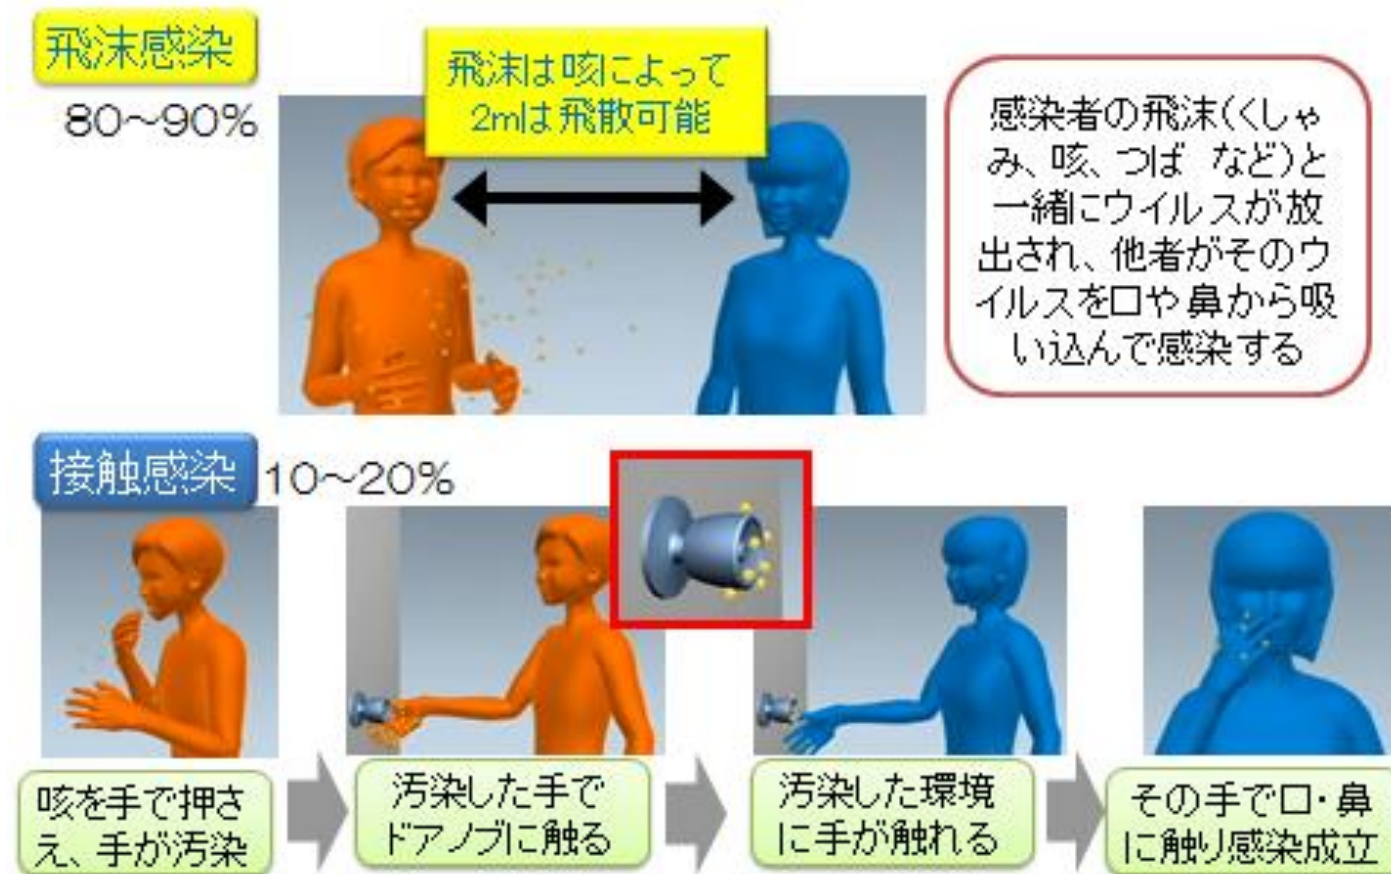 飛沫感染
80～90%
飛沫は咳によって
2mは飛散可能
感染者の飛沫(くしゃ
み、咳、つば など)と
一緒にウイルスが放
出され、他者がそのウ
イルスを口や鼻から吸
い込んで感染する
接触感染
10～20%
咳を手で押さ
え、手が汚染
汚染した手で
ドアノブに触る
汚染した環境
に手が触れる
その手で口・鼻
に触り感染成立